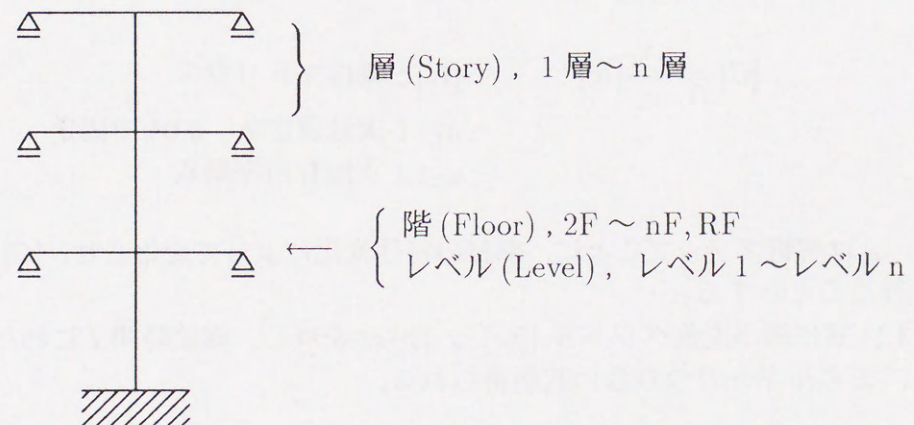 層 (Story) , 1 層～ n 層
階 (Floor) , 2F ～ nF, RF
レベル (Level) , レベル 1 ～レベル n